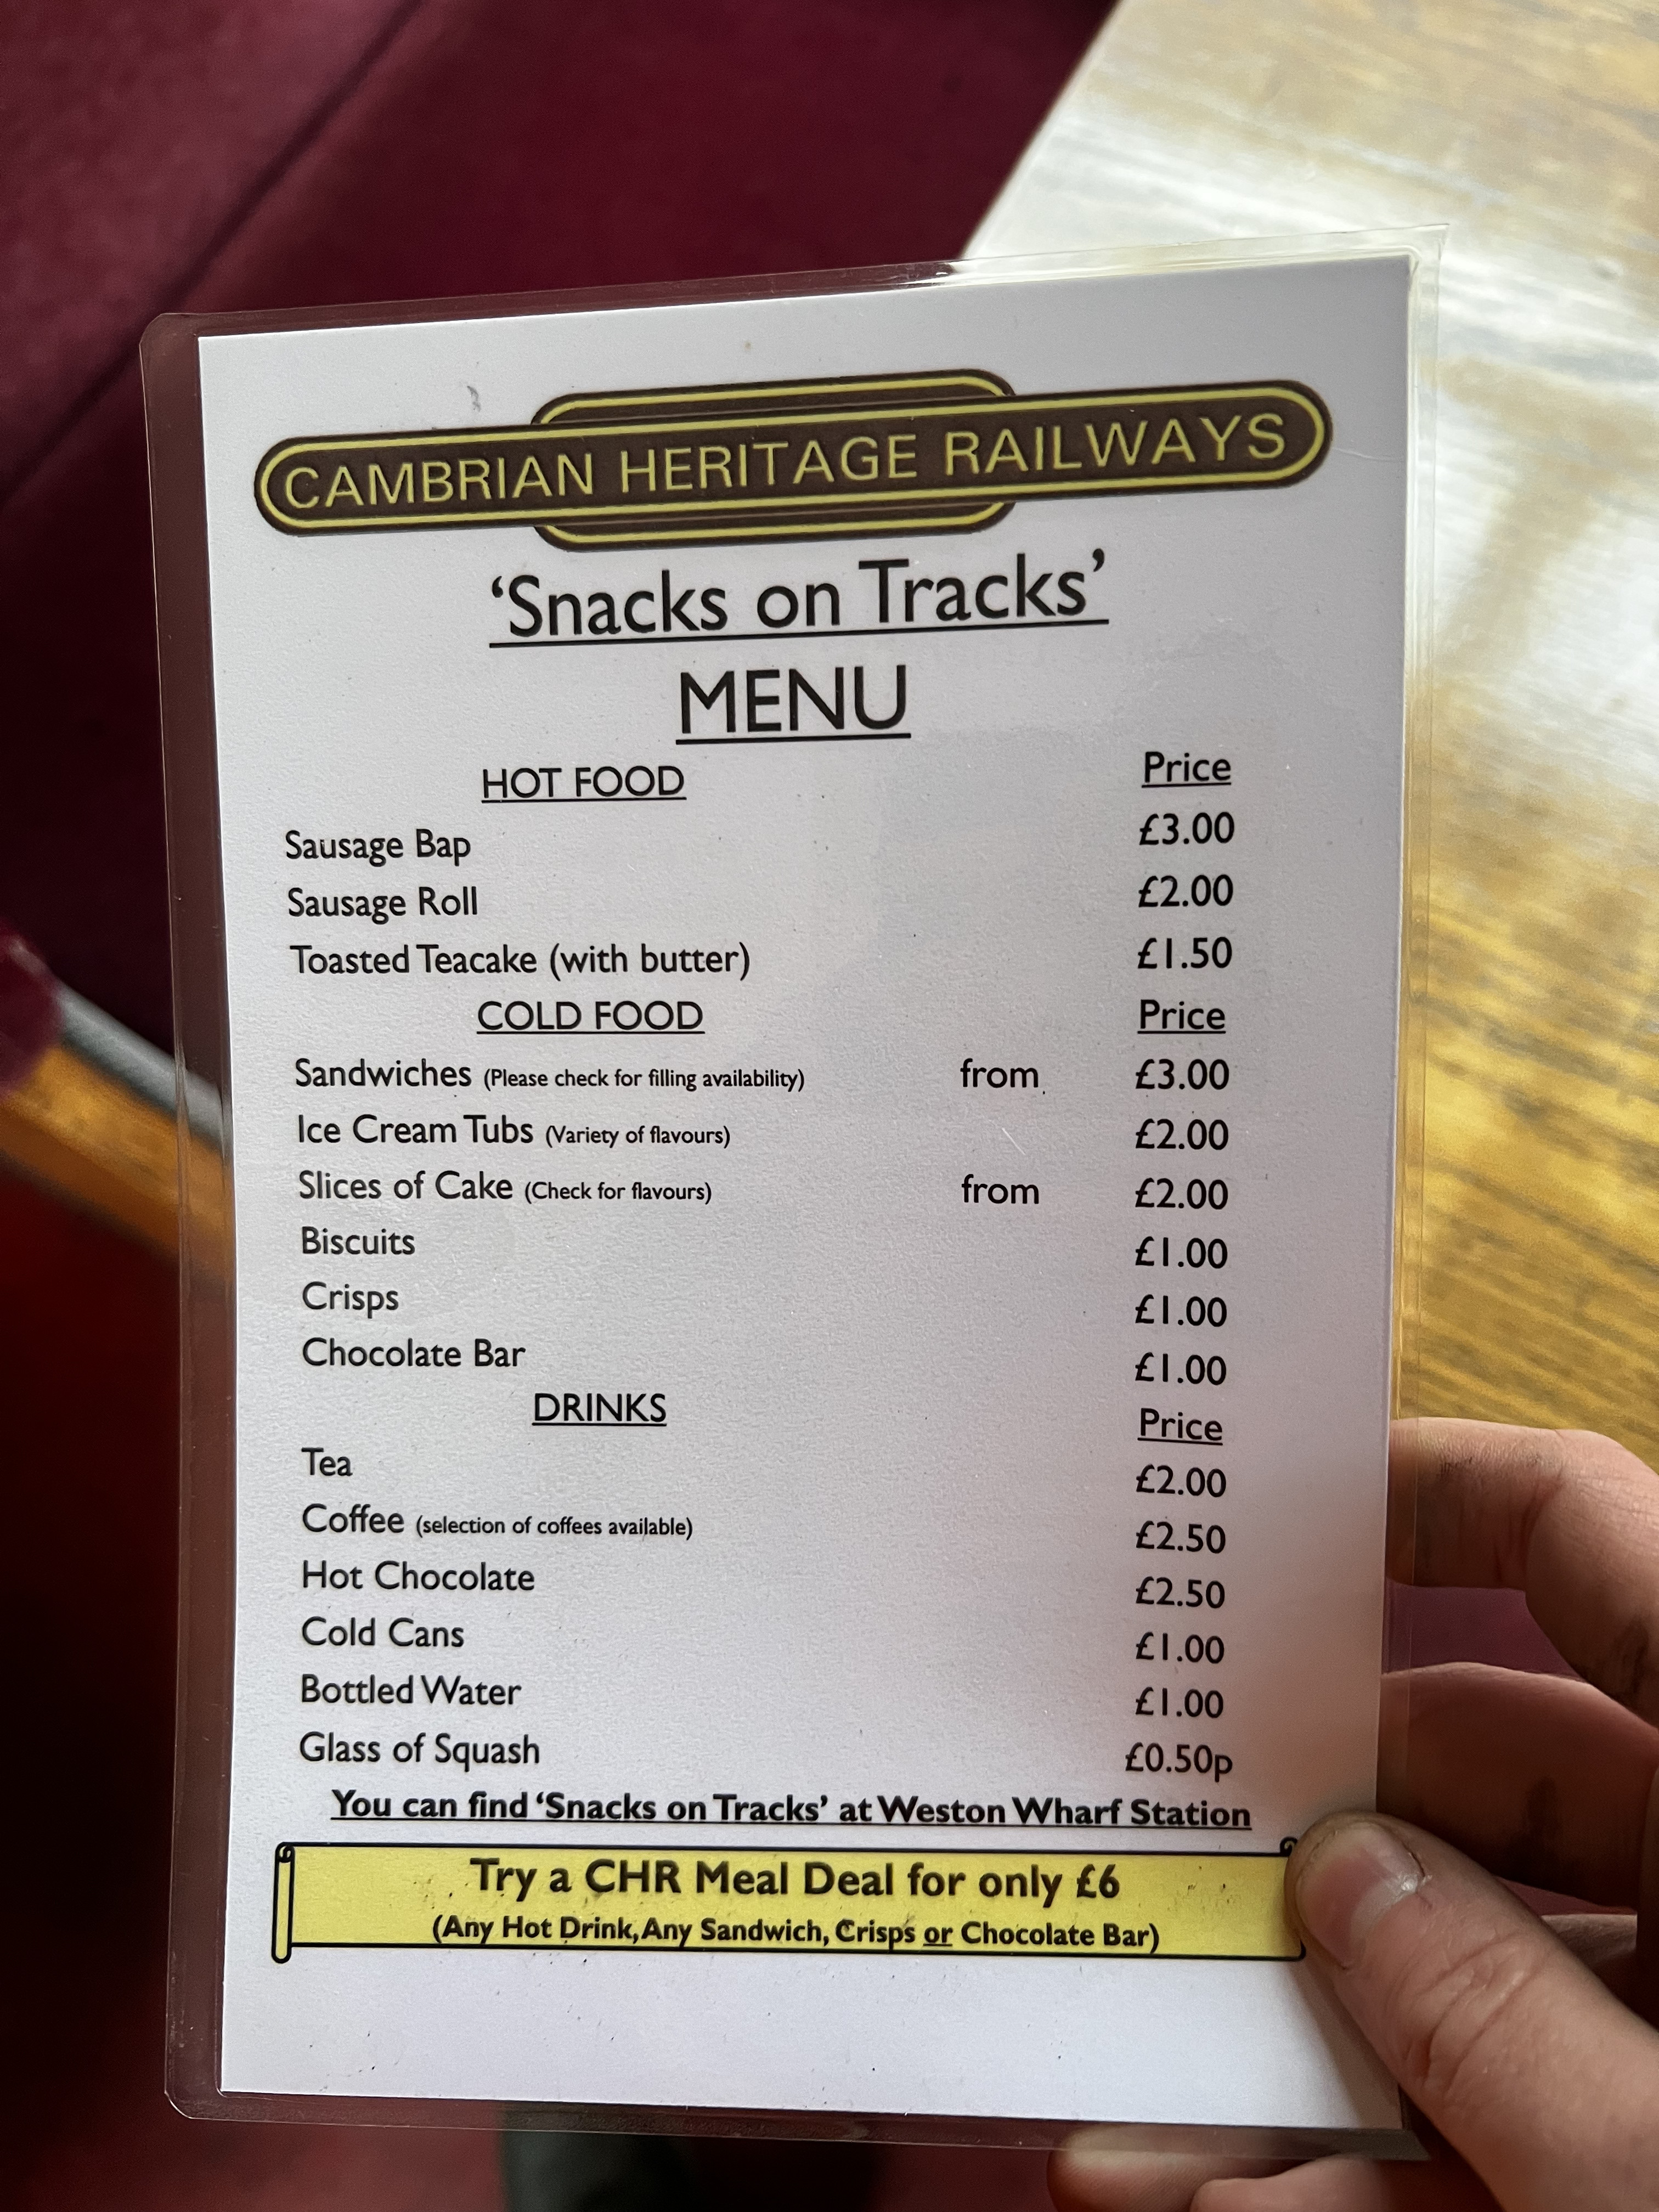 CAMBRIAN HERITAGE RAILWAYS
‘Snacks on Tracks’
MENU
HOT FOOD Price
Sausage Bap £3.00
Sausage Roll £2.00
Toasted Teacake (with butter) £1.50
COLD FOOD Price
Sandwiches (Please check for filling availability) from £3.00
Ice Cream Tubs (Variety of flavours) £2.00
Slices of Cake (Check for flavours) from £2.00
Biscuits £1.00
Crisps £1.00
Chocolate Bar £1.00
DRINKS Price
Tea £2.00
Coffee (selection of coffees available) £2.50
Hot Chocolate £2.50
Cold Cans £1.00
Bottled Water £1.00
Glass of Squash £0.50p
You can find ‘Snacks on Tracks’ at Weston Wharf Station
Try a CHR Meal Deal for only £6
(Any Hot Drink, Any Sandwich, Crisps or Chocolate Bar)